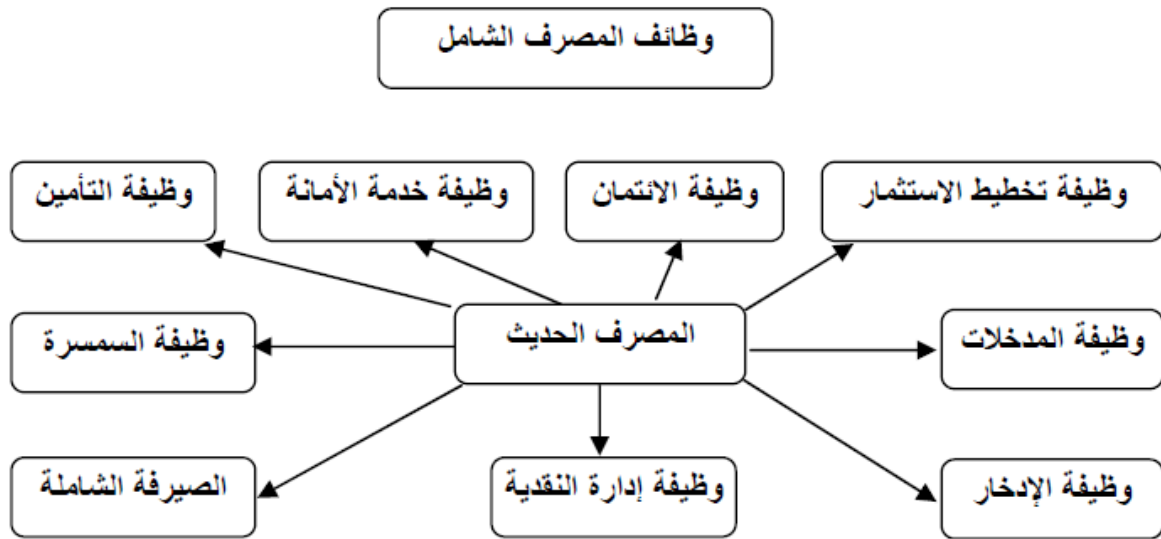 وظائف المصرف الشامل
وظيفة تخطيط الاستثمار
وظيفة الائتمان
وظيفة خدمة الأمانة
وظيفة التأمين
المصرف الحديث
وظيفة المدخلات
وظيفة السمسرة
وظيفة الإدخار
وظيفة إدارة النقدية
الصيرفة الشاملة